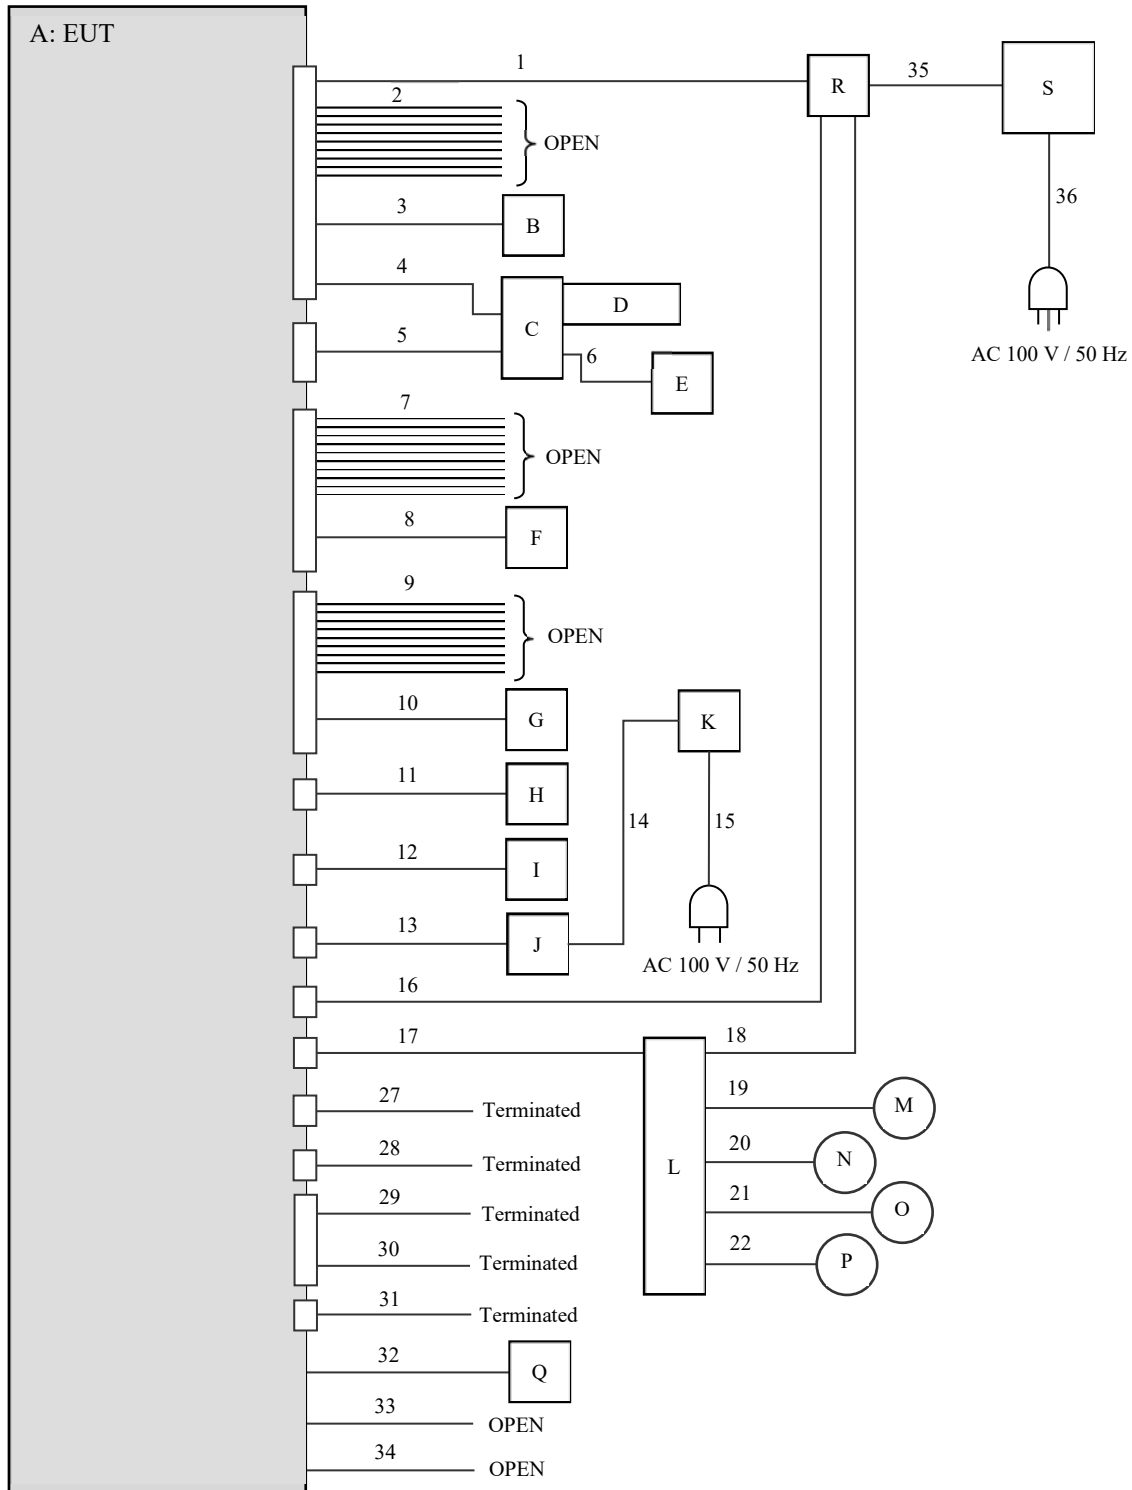 A: EUT
1
R
35
S
2
OPEN
3
B
36
4
C
D
5
6
E
AC 100 V / 50 Hz
7
OPEN
8
F
9
OPEN
10
G
K
11
H
14
15
12
I
13
J
AC 100 V / 50 Hz
16
17
18
27
Terminated
19
M
28
Terminated
20
N
L
29
Terminated
21
O
30
Terminated
22
P
31
Terminated
32
Q
33
OPEN
34
OPEN